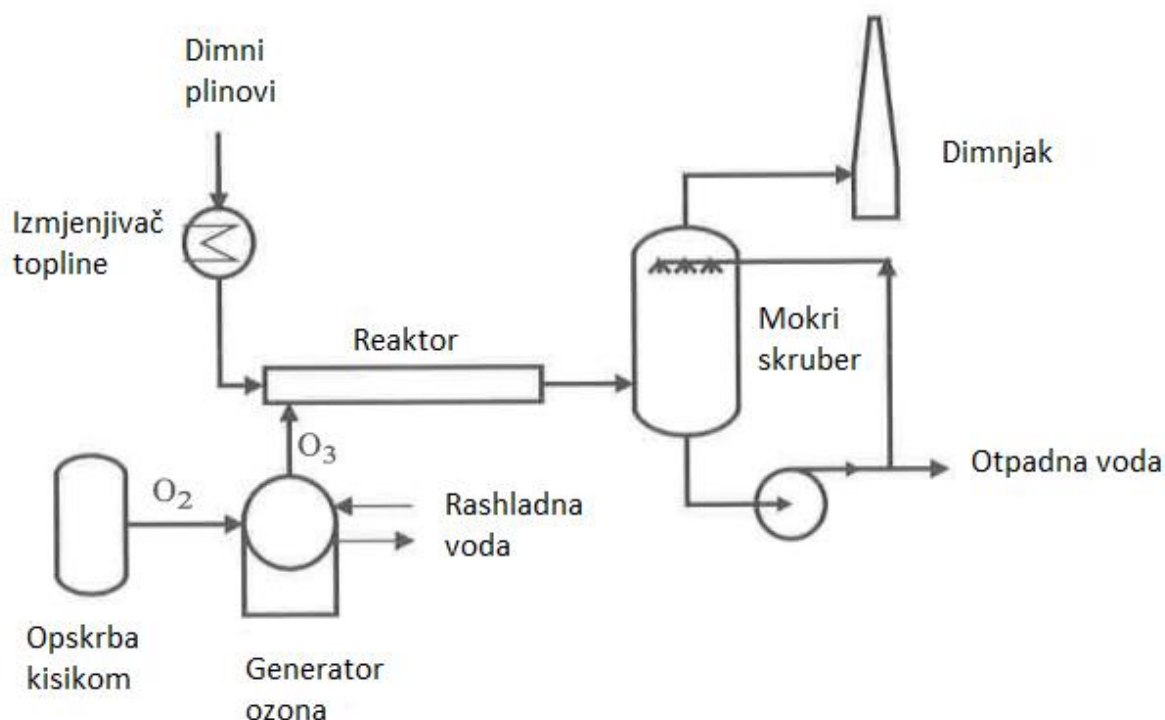 Dimni
plinovi
Dimnjak
Izmjenjivač
topline
Reaktor
Mokri
skruber
O3
Otpadna voda
O2
Rashladna
voda
Opskrba
kisikom
Generator
ozona